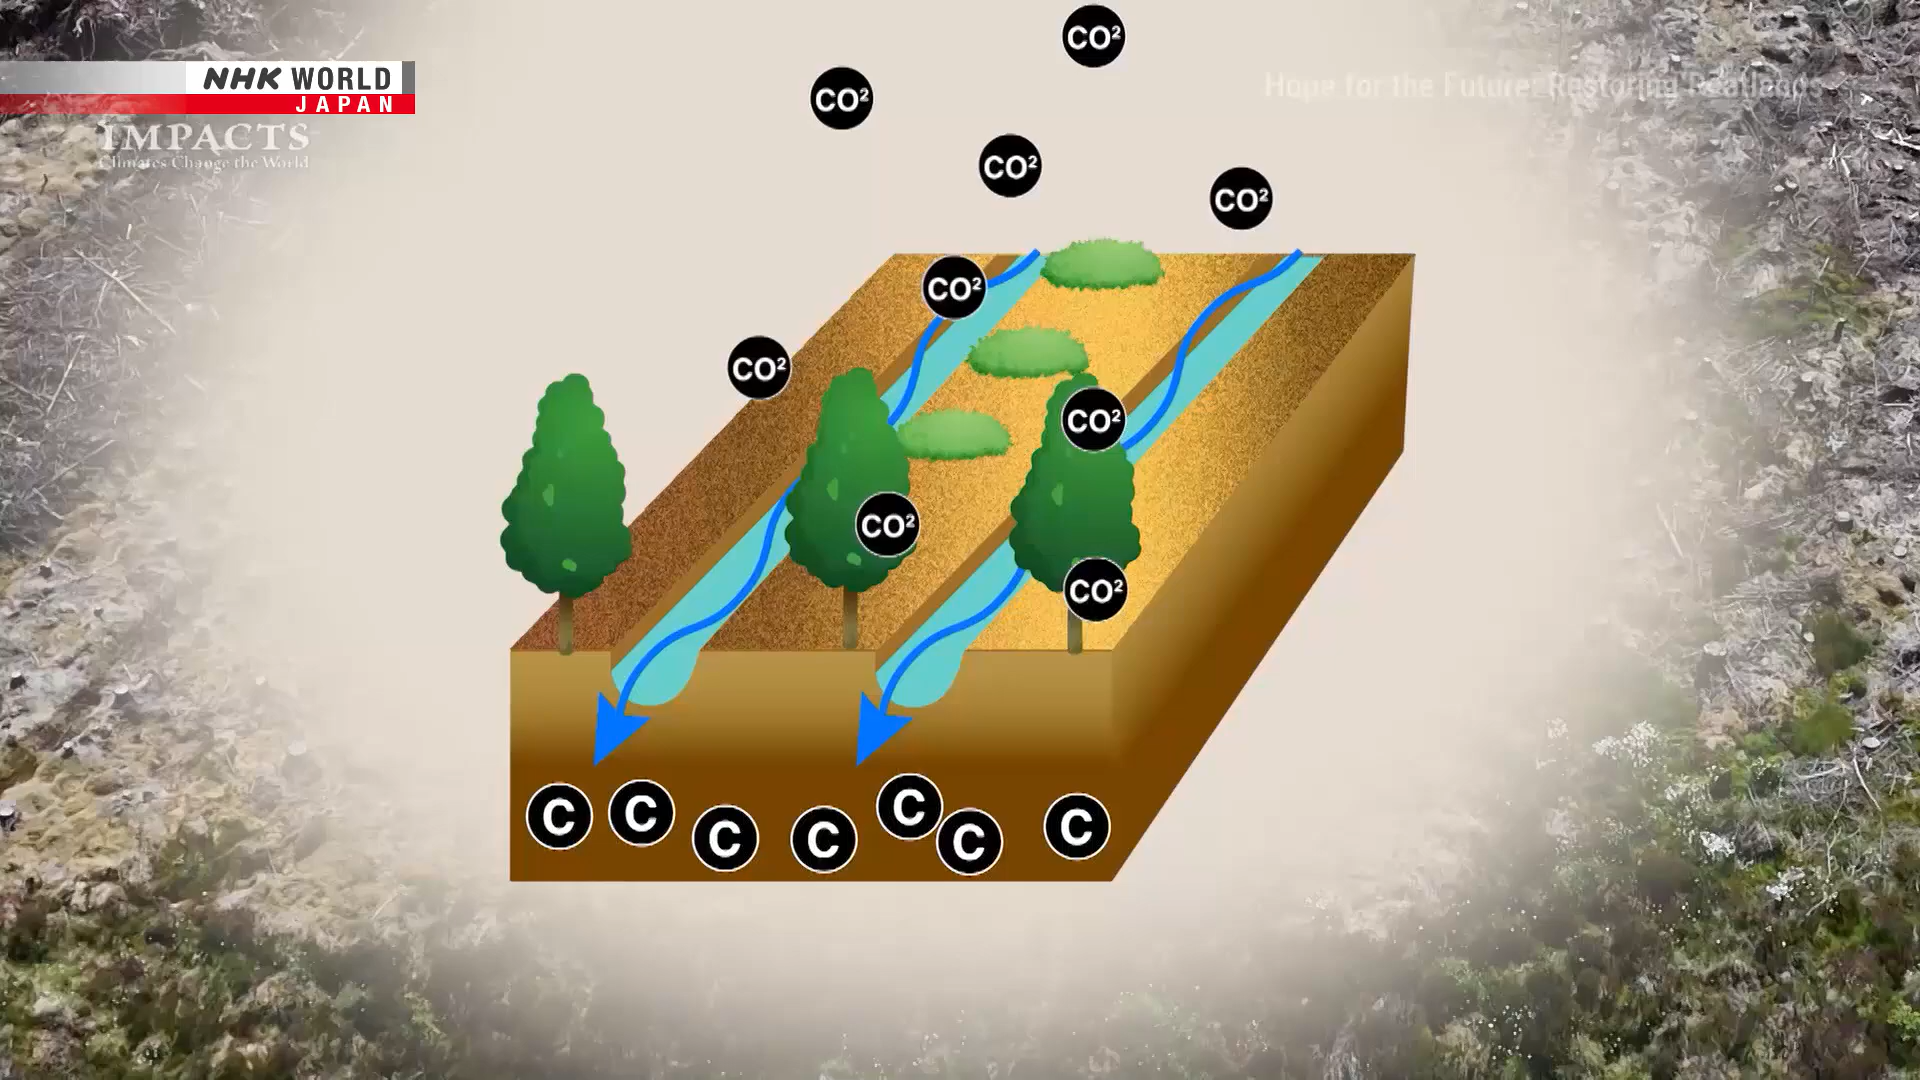 NHK WORLD
JAPAN
IMPACTS
Climates Change the World
Hope for the Future: Restoring Peatlands
CO²
CO²
CO²
CO²
CO²
CO²
CO²
CO²
CO²
C
C
C
C
C
C
C